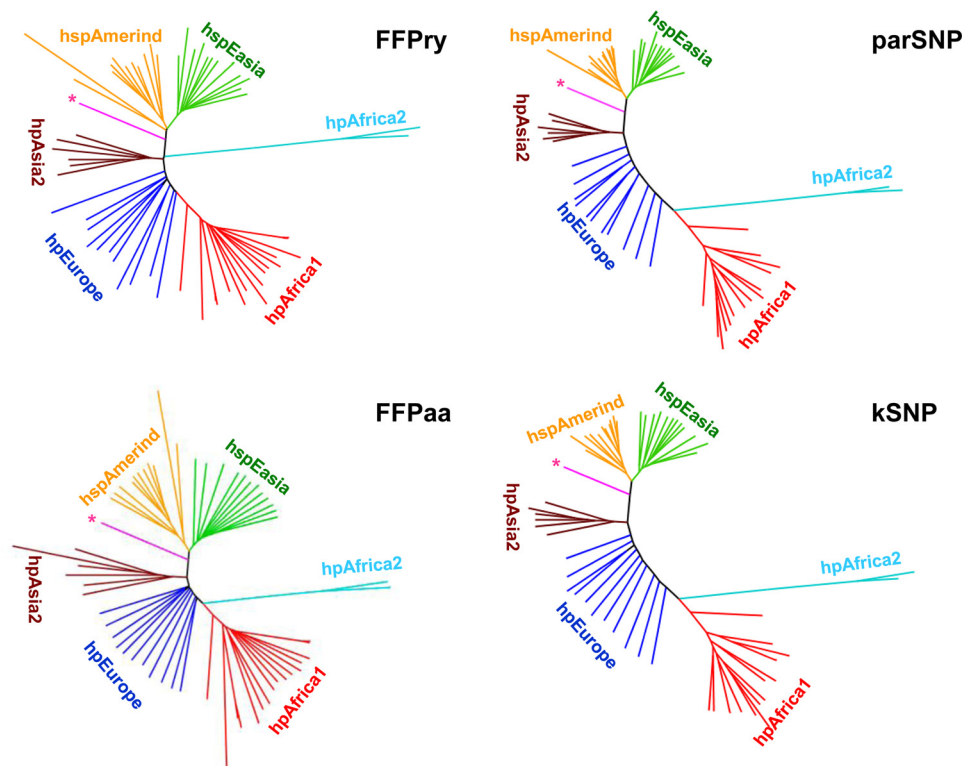 FFPry
hspAmerind
hspEasia
*
hpAsia2
hpAfrica2
hpEurope
hpAfrica1
parSNP
hspAmerind
hspEasia
*
hpAsia2
hpAfrica2
hpEurope
hpAfrica1
FFPaa
hspAmerind
hspEasia
*
hpAsia2
hpAfrica2
hpEurope
hpAfrica1
kSNP
hspAmerind
hspEasia
*
hpAsia2
hpAfrica2
hpEurope
hpAfrica1